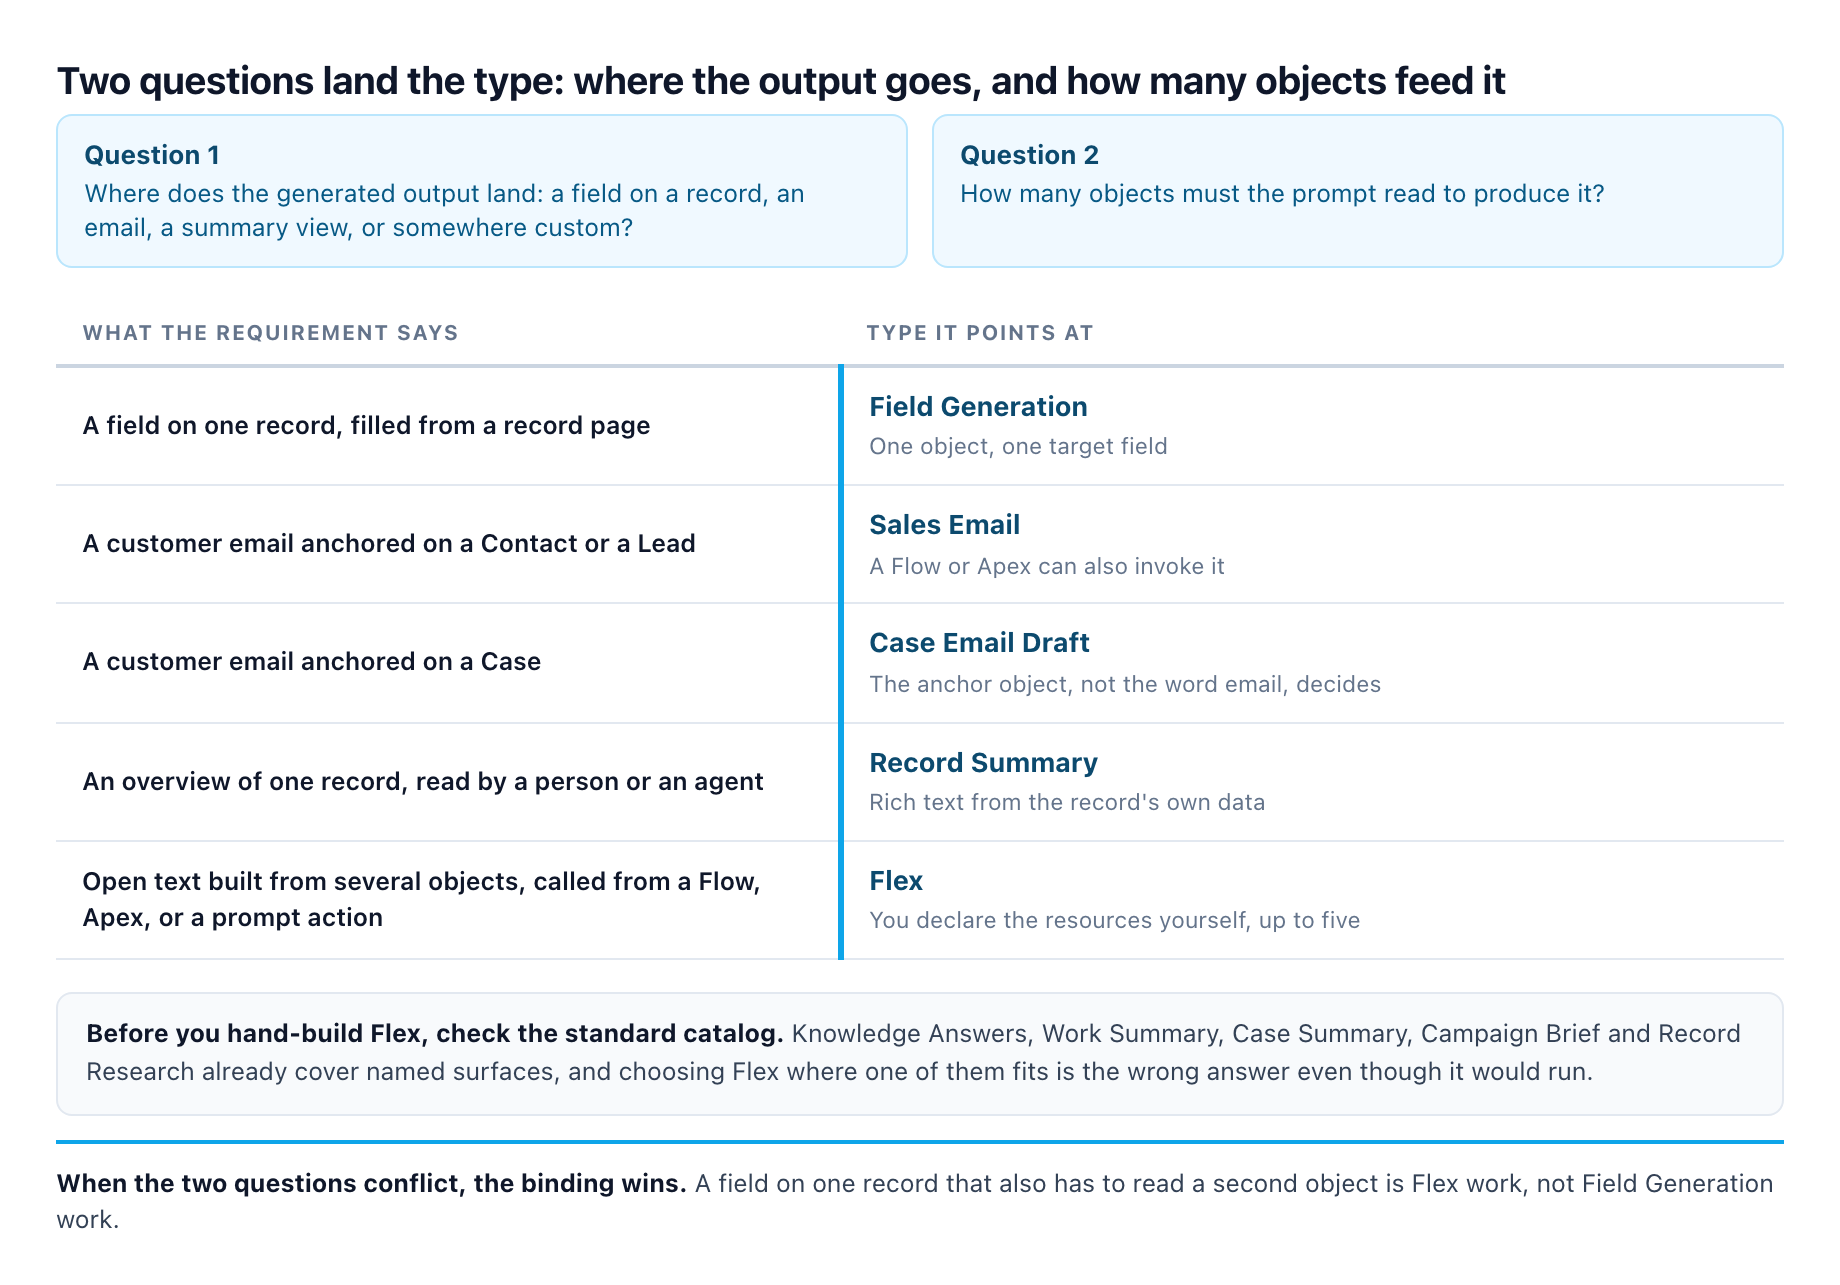 Two questions land the type: where the output goes, and how many objects feed it
Question 1
Where does the generated output land: a field on a record, an
email, a summary view, or somewhere custom?
Question 2
How many objects must the prompt read to produce it?
WHAT THE REQUIREMENT SAYS
TYPE IT POINTS AT
A field on one record, filled from a record page
Field Generation
One object, one target field
A customer email anchored on a Contact or a Lead
Sales Email
A Flow or Apex can also invoke it
A customer email anchored on a Case
Case Email Draft
The anchor object, not the word email, decides
An overview of one record, read by a person or an agent
Record Summary
Rich text from the record's own data
Open text built from several objects, called from a Flow,
Apex, or a prompt action
Flex
You declare the resources yourself, up to five
Before you hand-build Flex, check the standard catalog. Knowledge Answers, Work Summary, Case Summary, Campaign Brief and Record
Research already cover named surfaces, and choosing Flex where one of them fits is the wrong answer even though it would run.
When the two questions conflict, the binding wins. A field on one record that also has to read a second object is Flex work, not Field Generation
work.